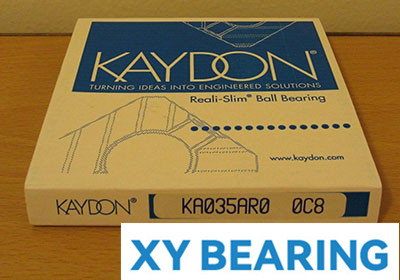 KAYDON®
TURNING IDEAS INTO ENGINEERED SOLUTIONS
Reali-Slim® Ball Bearing
www.kaydon.com
KAYDON® KA035AR0 0C8
XY BEARING